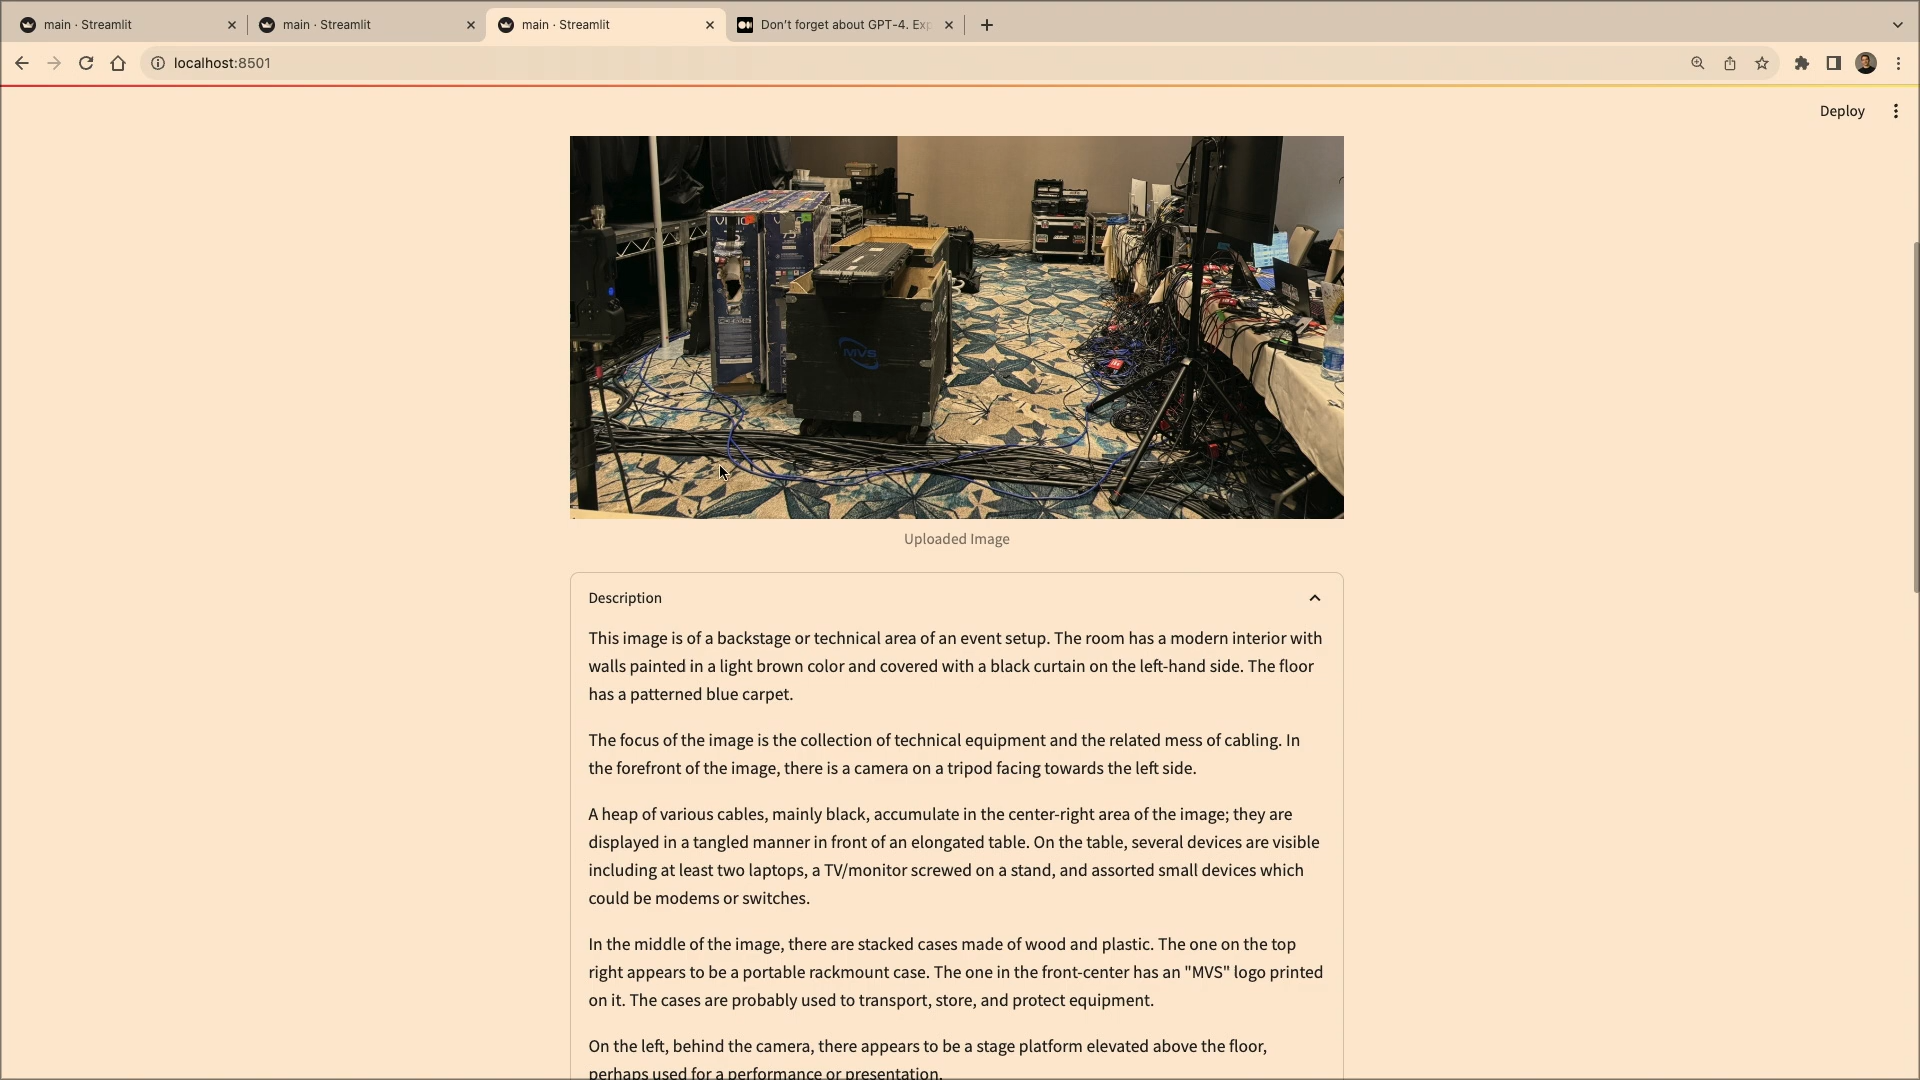 main · Streamlit
main · Streamlit
main · Streamlit
Don't forget about GPT-4. Exp
localhost:8501
Deploy
75
MVS
Uploaded Image
Description
This image is of a backstage or technical area of an event setup. The room has a modern interior with
walls painted in a light brown color and covered with a black curtain on the left-hand side. The floor
has a patterned blue carpet.
The focus of the image is the collection of technical equipment and the related mess of cabling. In
the forefront of the image, there is a camera on a tripod facing towards the left side.
A heap of various cables, mainly black, accumulate in the center-right area of the image; they are
displayed in a tangled manner in front of an elongated table. On the table, several devices are visible
including at least two laptops, a TV/monitor screwed on a stand, and assorted small devices which
could be modems or switches.
In the middle of the image, there are stacked cases made of wood and plastic. The one on the top
right appears to be a portable rackmount case. The one in the front-center has an "MVS" logo printed
on it. The cases are probably used to transport, store, and protect equipment.
On the left, behind the camera, there appears to be a stage platform elevated above the floor,
perhaps used for a performance or presentation.